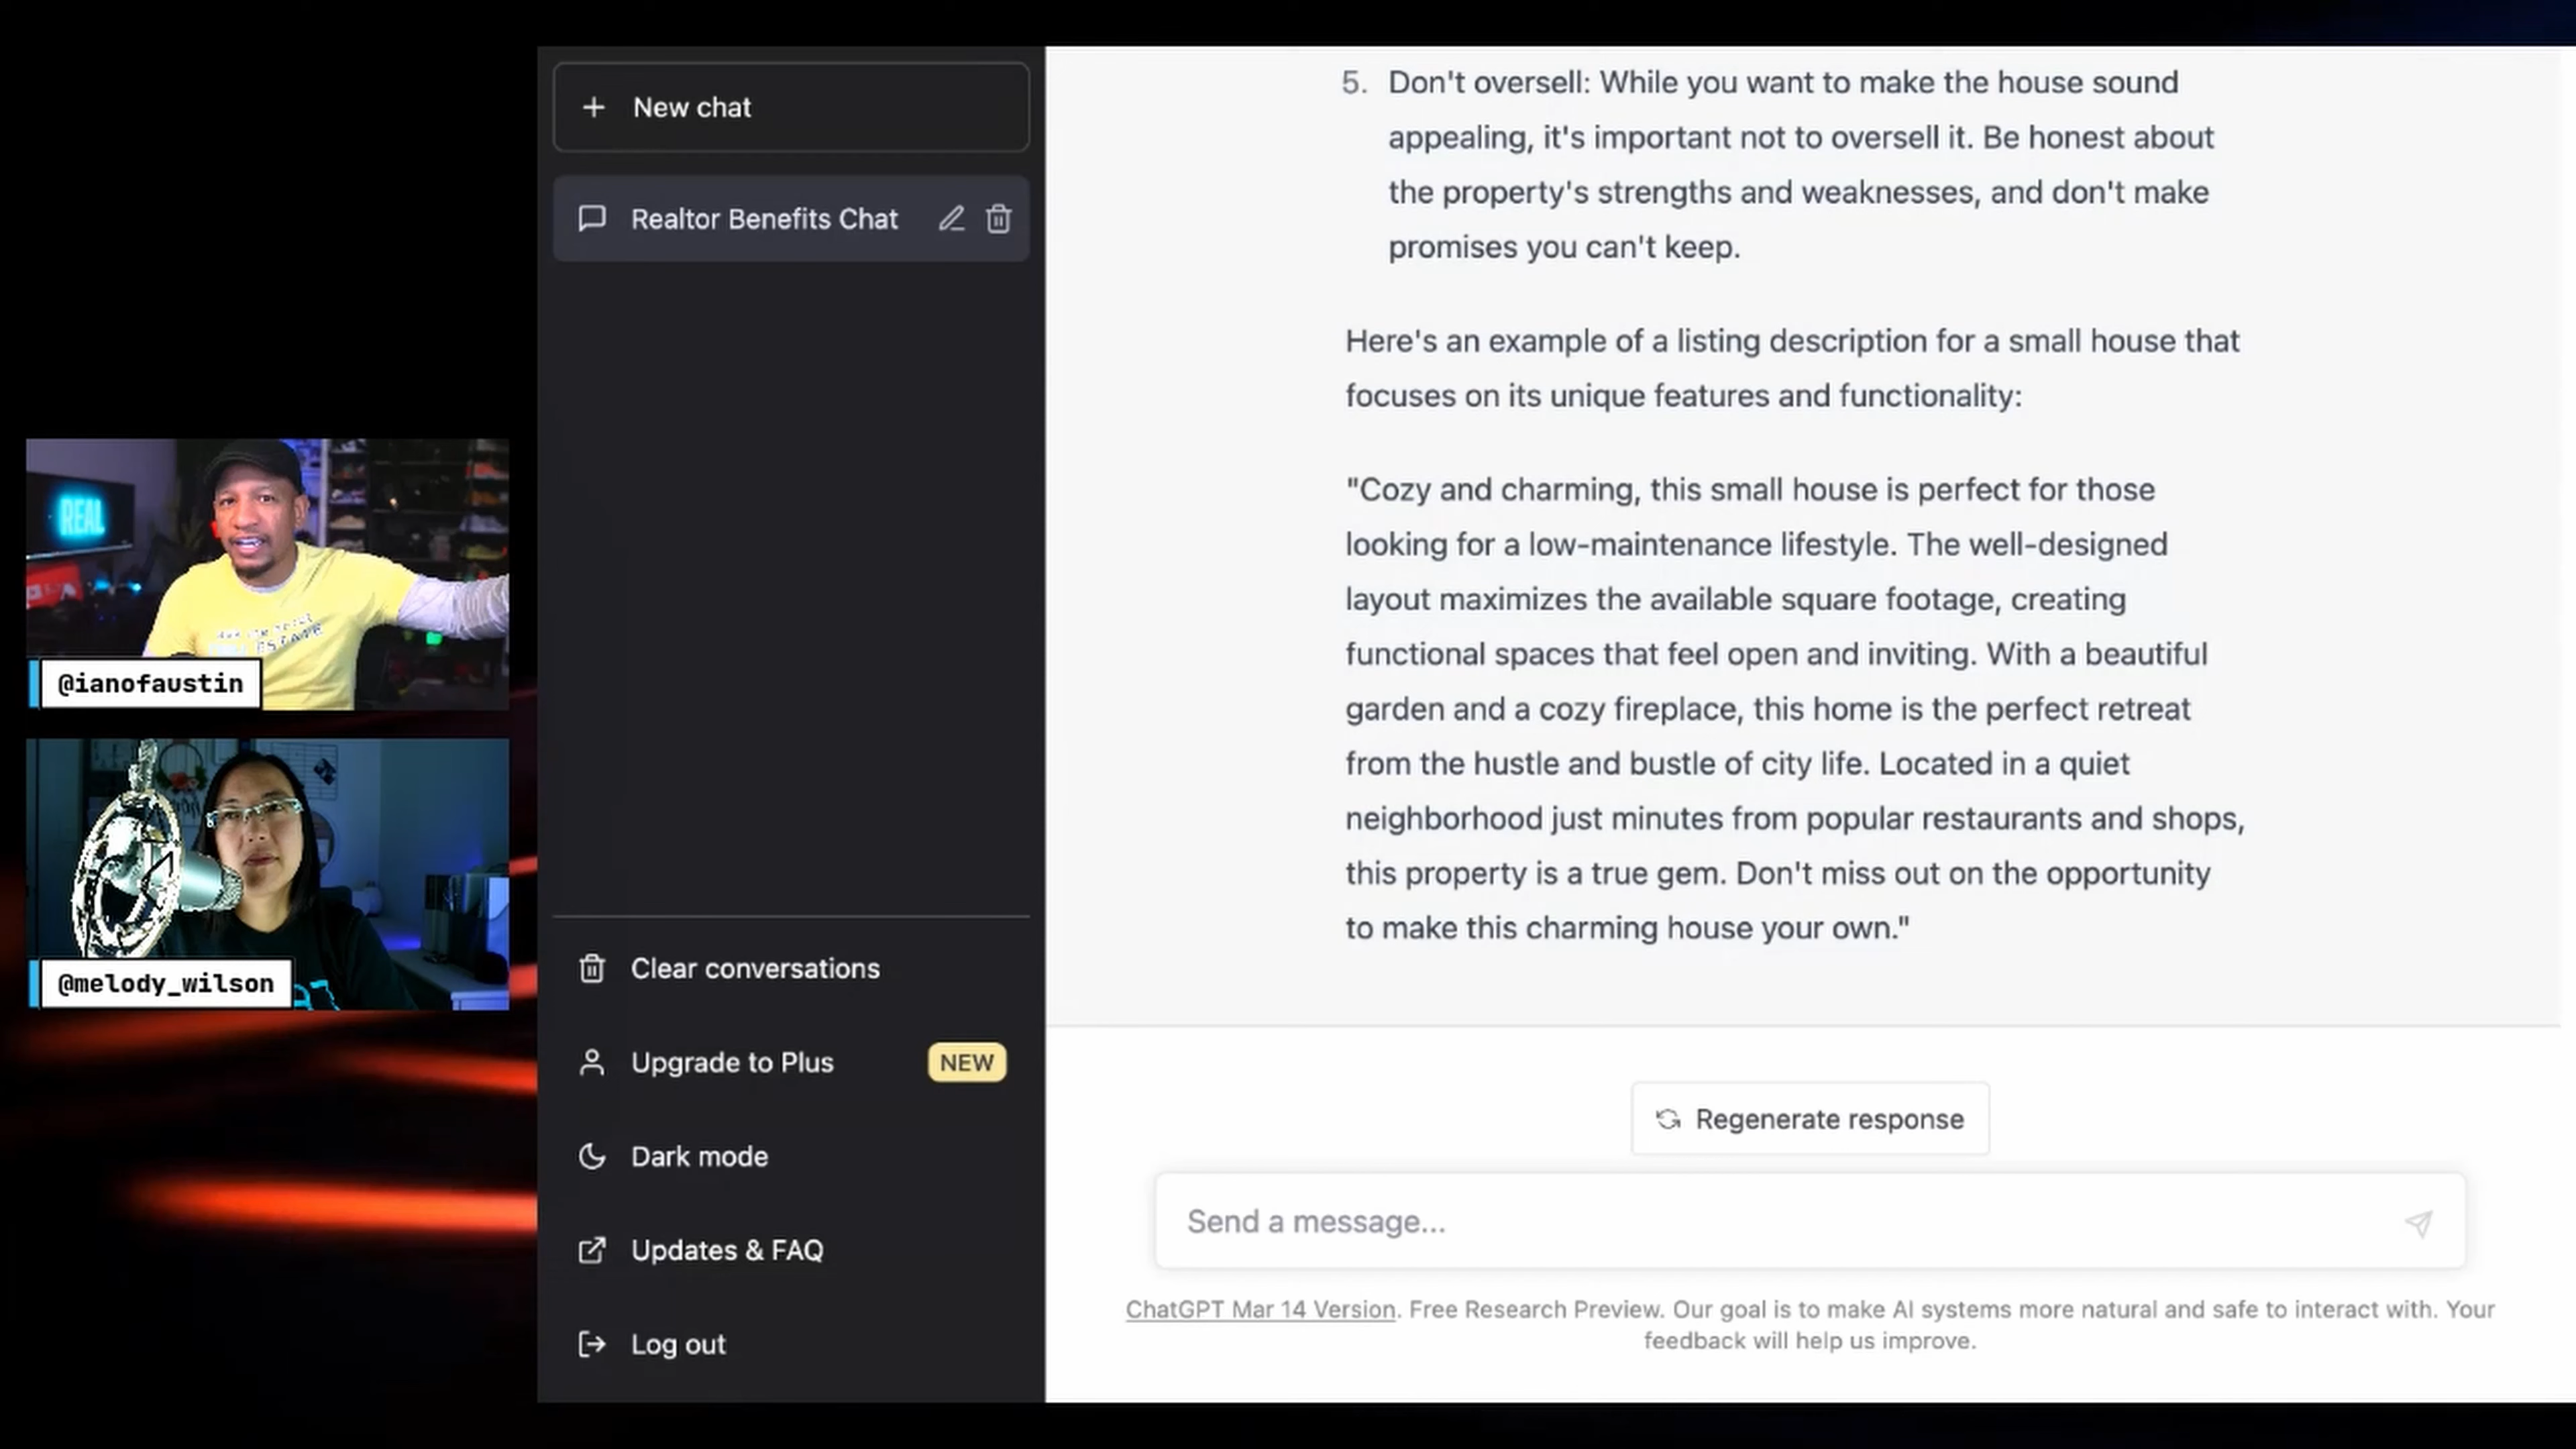 New chat
Realtor Benefits Chat
Clear conversations
Upgrade to Plus
NEW
Dark mode
Updates & FAQ
Log out
5. Don't oversell: While you want to make the house sound
appealing, it's important not to oversell it. Be honest about
the property's strengths and weaknesses, and don't make
promises you can't keep.
Here's an example of a listing description for a small house that
focuses on its unique features and functionality:
"Cozy and charming, this small house is perfect for those
looking for a low-maintenance lifestyle. The well-designed
layout maximizes the available square footage, creating
functional spaces that feel open and inviting. With a beautiful
garden and a cozy fireplace, this home is the perfect retreat
from the hustle and bustle of city life. Located in a quiet
neighborhood just minutes from popular restaurants and shops,
this property is a true gem. Don't miss out on the opportunity
to make this charming house your own."
Regenerate response
Send a message...
ChatGPT Mar 14 Version. Free Research Preview. Our goal is to make AI systems more natural and safe to interact with. Your
feedback will help us improve.
REAL
@ianofaustin
@melody_wilson